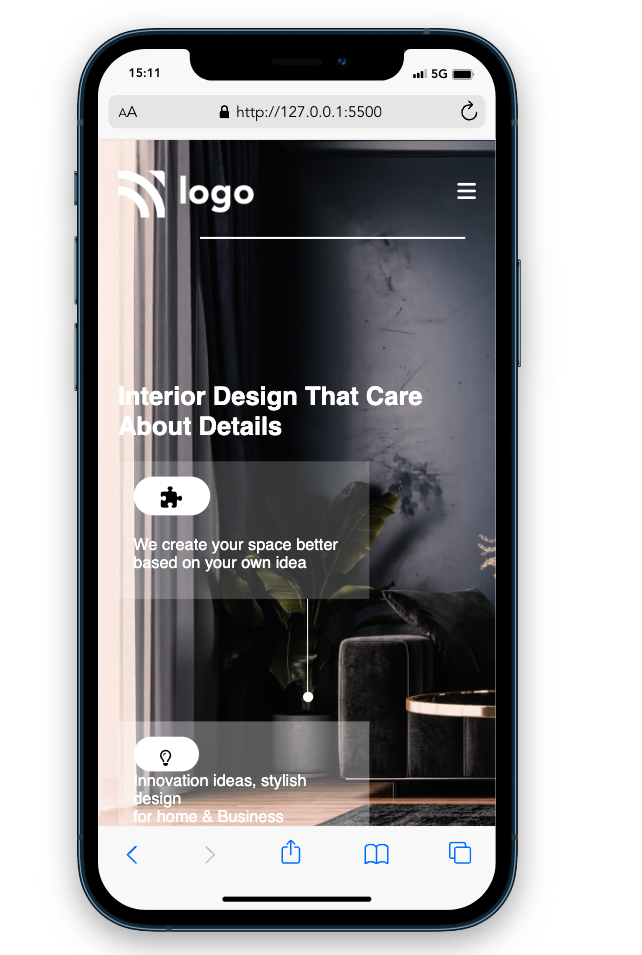 15:11
5G
AA
http://127.0.0.1:5500
logo
Interior Design That Care
About Details
We create your space better
based on your own idea
Innovation ideas, stylish
design
for home & Business